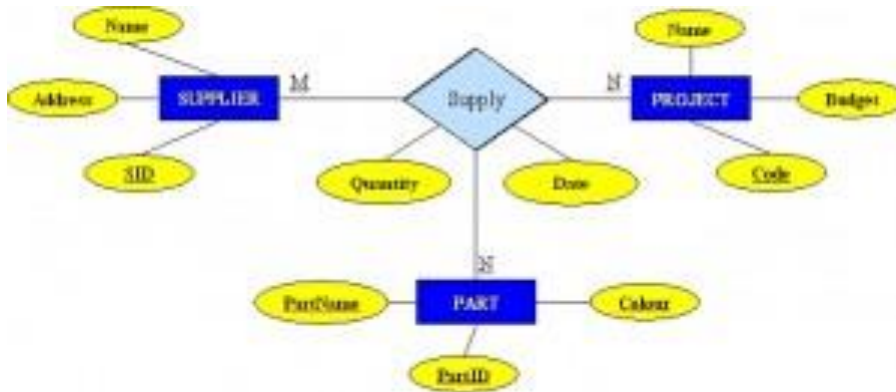 Name
Name
SUPPLIER
M
Supply
N
PROJECT
Address
Budget
SID
Quantity
Date
Code
N
PartName
PART
Colour
PartID